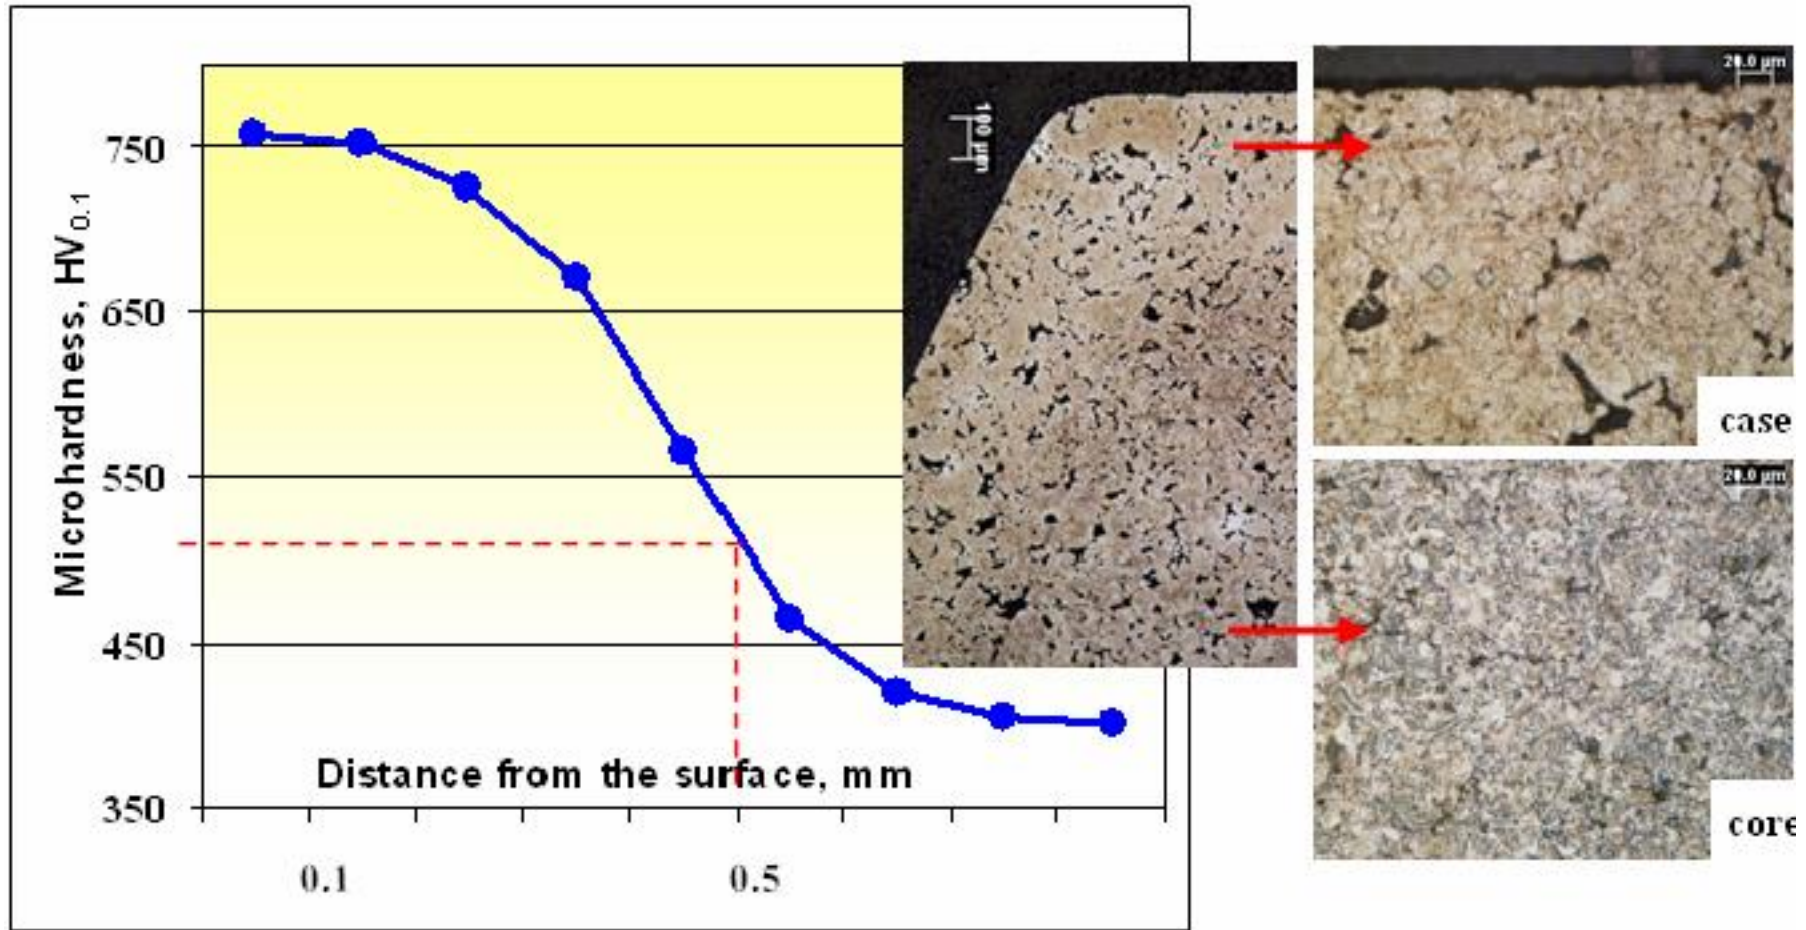 750
650
550
450
350
Microhardness, HV0.1
Distance from the surface, mm
0.1
0.5
100 µm
20.0 µm
case
20.0 µm
core